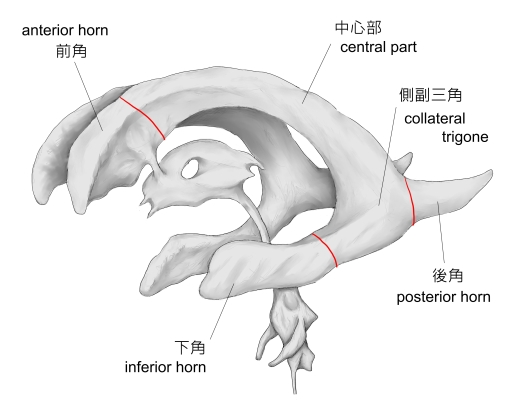 anterior horn
前角
中心部
central part
側副三角
collateral
trigone
後角
posterior horn
下角
inferior horn